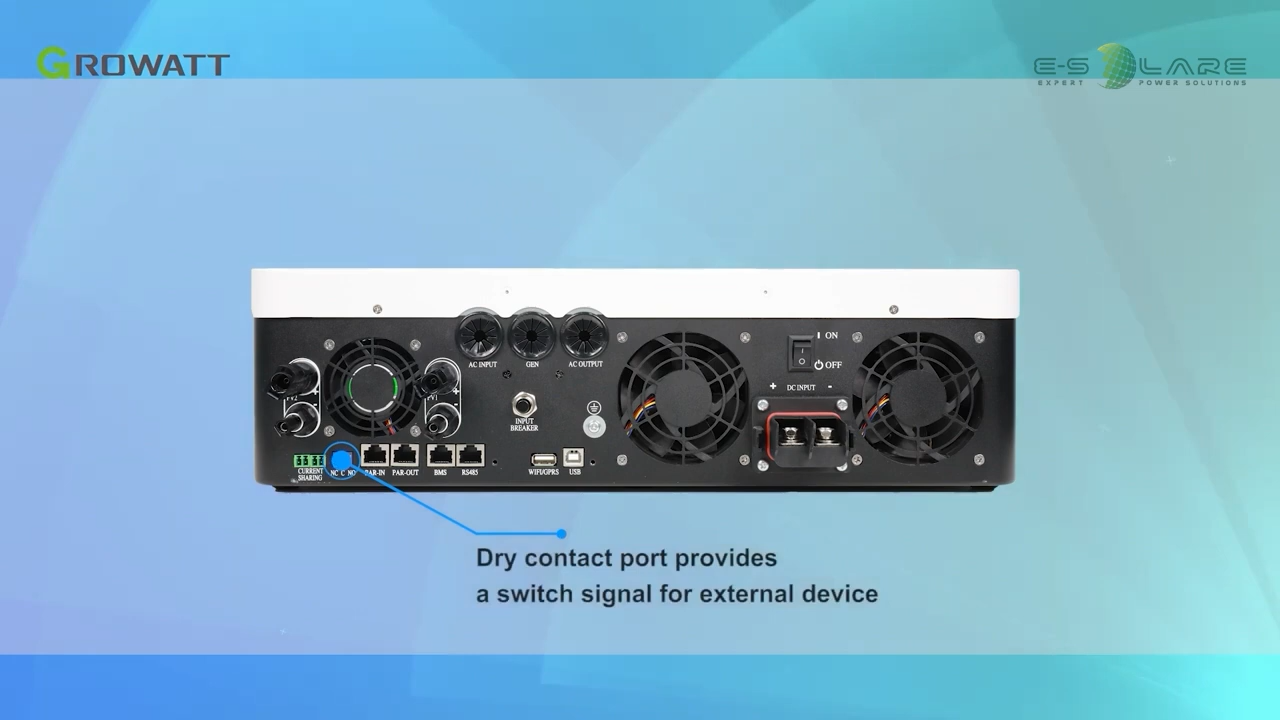 GROWATT
E-SOLARE
EXPERT POWER SOLUTIONS
ON
OFF
AC INPUT
GEN
AC OUTPUT
+ DC INPUT -
PV2
+
-
PV1
+
-
INPUT
BREAKER
CURRENT
SHARING
NC C NO
PAR-IN
PAR-OUT
BMS
RS485
WIFI/GPRS
USB
Dry contact port provides
a switch signal for external device